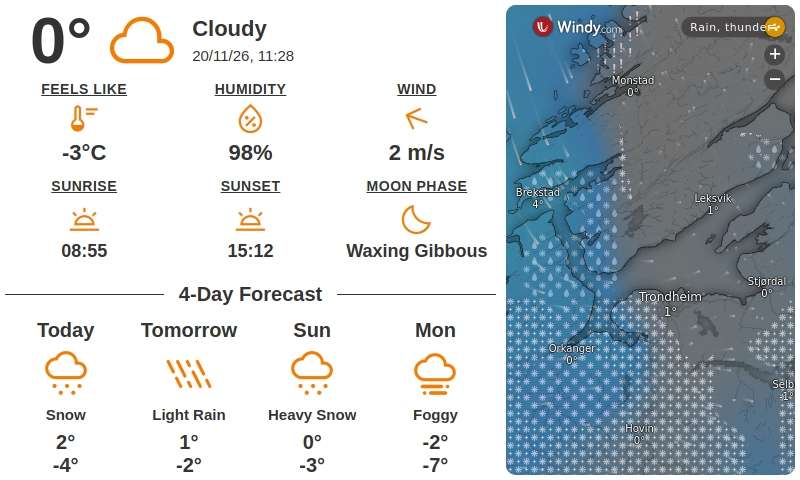 0°
Cloudy
20/11/26, 11:28
FEELS LIKE
HUMIDITY
WIND
-3°C
98%
2 m/s
SUNRISE
SUNSET
MOON PHASE
08:55
15:12
Waxing Gibbous
4-Day Forecast
Today
Tomorrow
Sun
Mon
Snow
Light Rain
Heavy Snow
Foggy
2°
1°
0°
-2°
-4°
-2°
-3°
-7°
Windy.com
Rain, thunde
+
−
Monstad
0°
Brekstad
4°
Leksvik
1°
Stjørdal
0°
Trondheim
1°
Orkanger
0°
Selb
-1°
Hovin
0°